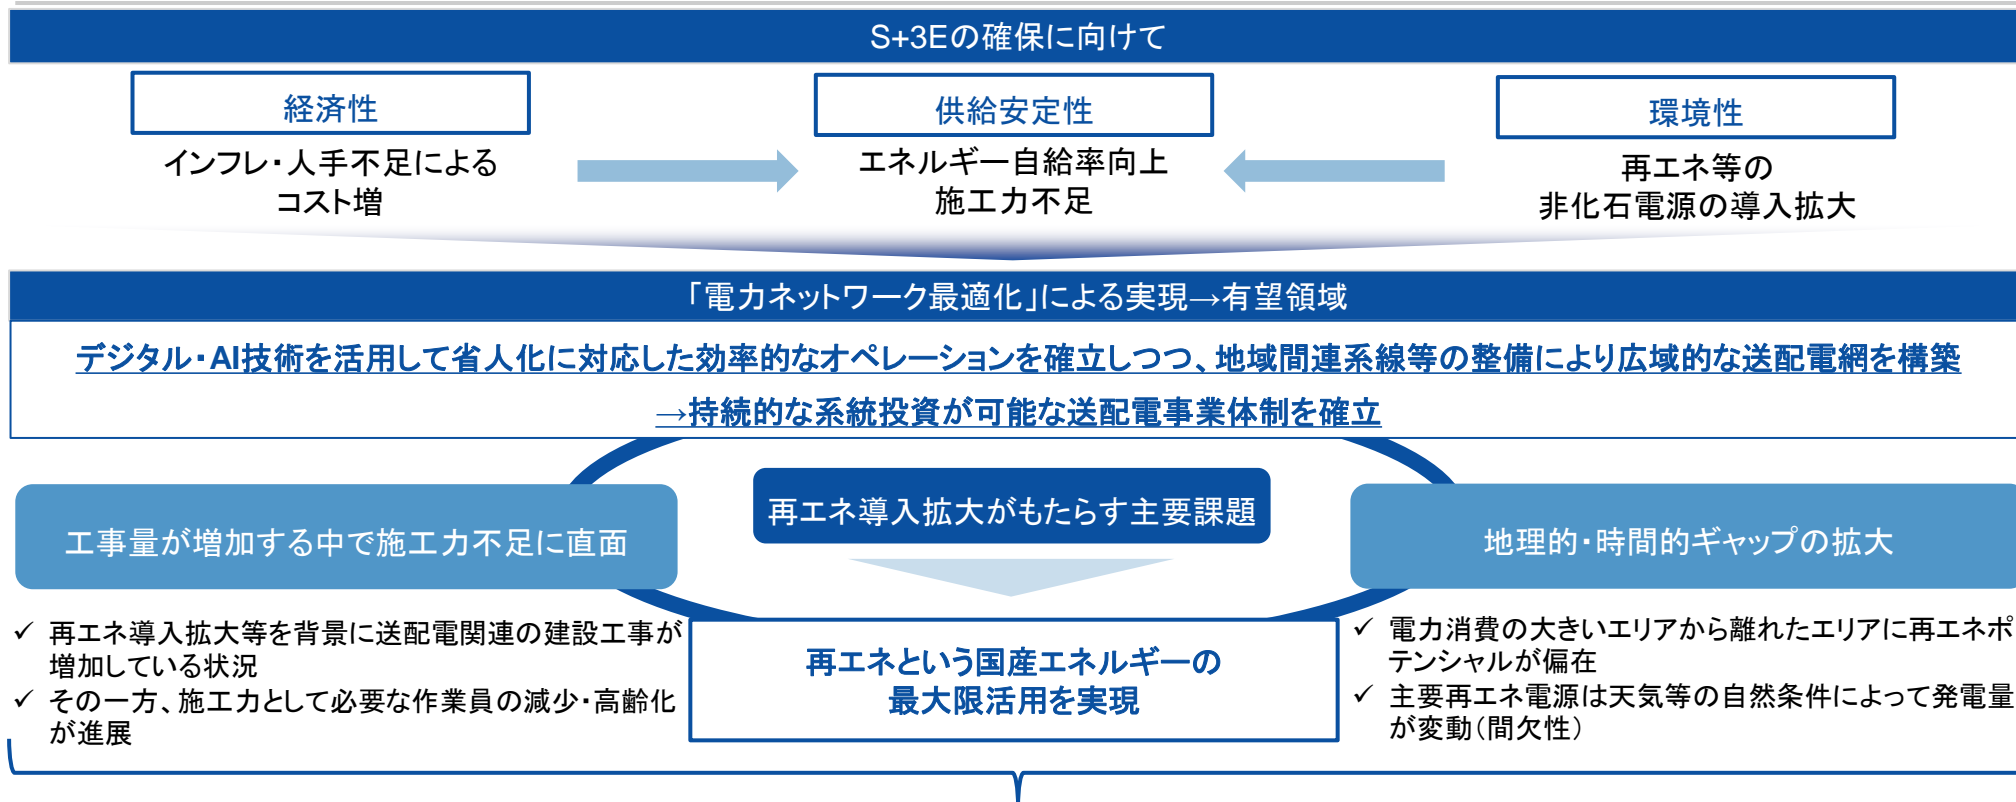 S+3Eの確保に向けて
経済性
インフレ・人手不足による
コスト増
供給安定性
エネルギー自給率向上
施工力不足
環境性
再エネ等の
非化石電源の導入拡大
「電力ネットワーク最適化」による実現→有望領域
デジタル・AI技術を活用して省人化に対応した効率的なオペレーションを確立しつつ、地域間連系線等の整備により広域的な送配電網を構築
→持続的な系統投資が可能な送配電事業体制を確立
再エネ導入拡大がもたらす主要課題
工事量が増加する中で施工力不足に直面
✓ 再エネ導入拡大等を背景に送配電関連の建設工事が
増加している状況
✓ その一方、施工力として必要な作業員の減少・高齢化
が進展
再エネという国産エネルギーの
最大限活用を実現
地理的・時間的ギャップの拡大
✓ 電力消費の大きいエリアから離れたエリアに再エネポ
テンシャルが偏在
✓ 主要再エネ電源は天気等の自然条件によって発電量
が変動（間欠性）